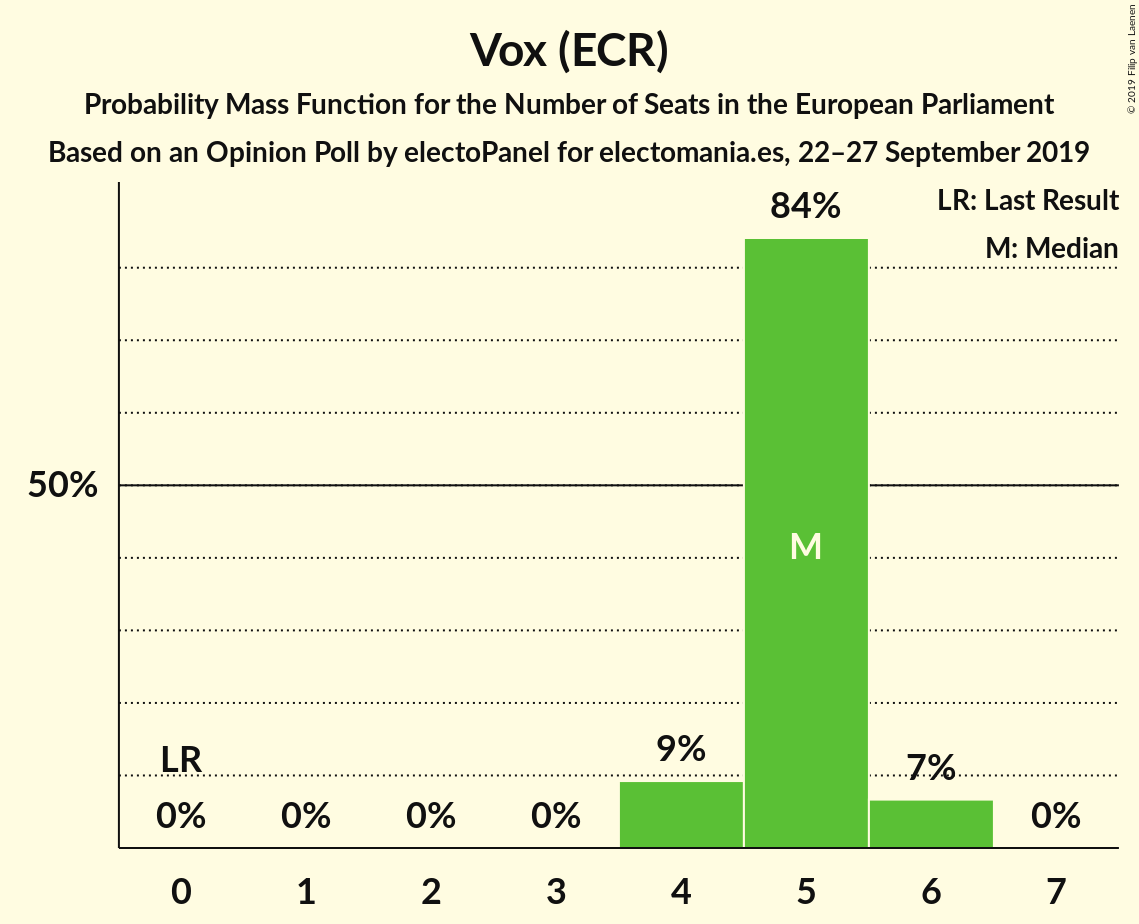 Vox (ECR)
Probability Mass Function for the Number of Seats in the European Parliament
Based on an Opinion Poll by electoPanel for electomania.es, 22–27 September 2019
© 2019 Filip van Laenen
LR: Last Result
M: Median
84%
50%
M
LR
9%
7%
0%
0%
0%
0%
0%
0 1 2 3 4 5 6 7